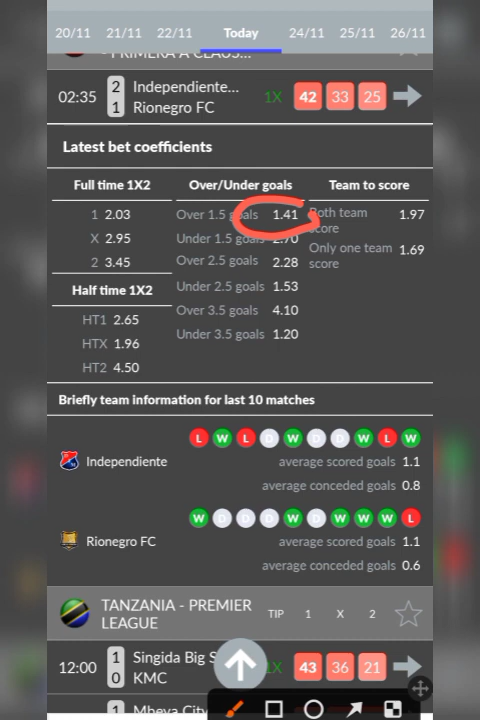 20/11 21/11 22/11 Today 24/11 25/11 26/11
02:35 2 Independiente... 1X 42 33 25
1 Rionegro FC
Latest bet coefficients
Full time 1X2 Over/Under goals Team to score
1 2.03 Over 1.5 goals 1.41 Both team score 1.97
X 2.95 Under 1.5 goals 2.70 Only one team score 1.69
2 3.45 Over 2.5 goals 2.28
Half time 1X2 Under 2.5 goals 1.53
HT1 2.65 Over 3.5 goals 4.10
HTX 1.96 Under 3.5 goals 1.20
HT2 4.50
Briefly team information for last 10 matches
L W L D W D D W L W
Independiente average scored goals 1.1
average conceded goals 0.8
W D D D W D W W W L
Rionegro FC average scored goals 1.1
average conceded goals 0.6
TANZANIA - PREMIER LEAGUE TIP 1 X 2
12:00 1 Singida Big 1X 43 36 21
0 KMC
1 Mbeya City